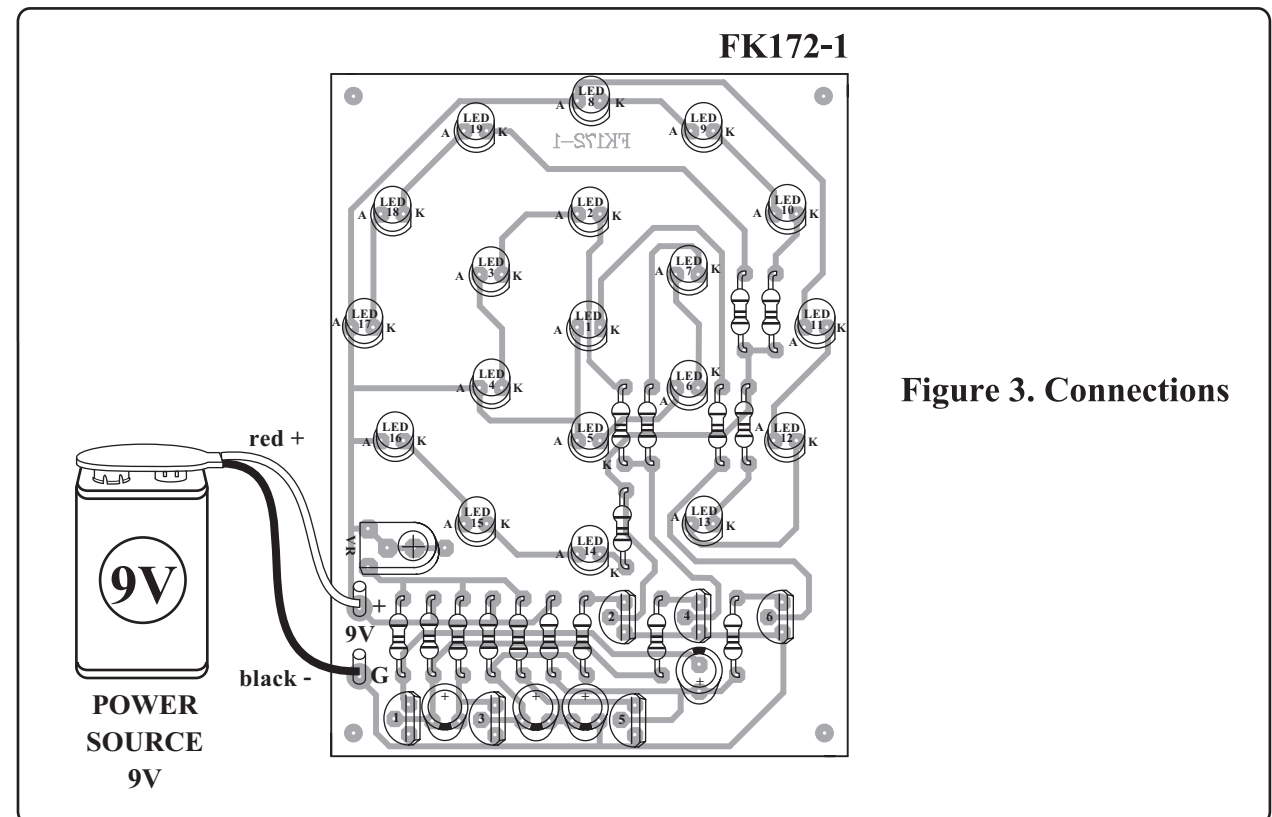 FK172-1
LED 8
A K
LED 19
A K
LED 9
A K
FK172-1
LED 18
A K
LED 2
A K
LED 10
A K
LED 3
A K
LED 7
A K
LED 17
A K
LED 1
A K
LED 11
A K
LED 4
A K
LED 6
A K
Figure 3. Connections
LED 16
A K
LED 5
A K
LED 12
A K
red +
LED 15
A K
LED 14
K
LED 13
A K
VR
9V
+
9V
2
4
6
black -
G
POWER
SOURCE
9V
1
+
3
+
+
5
+